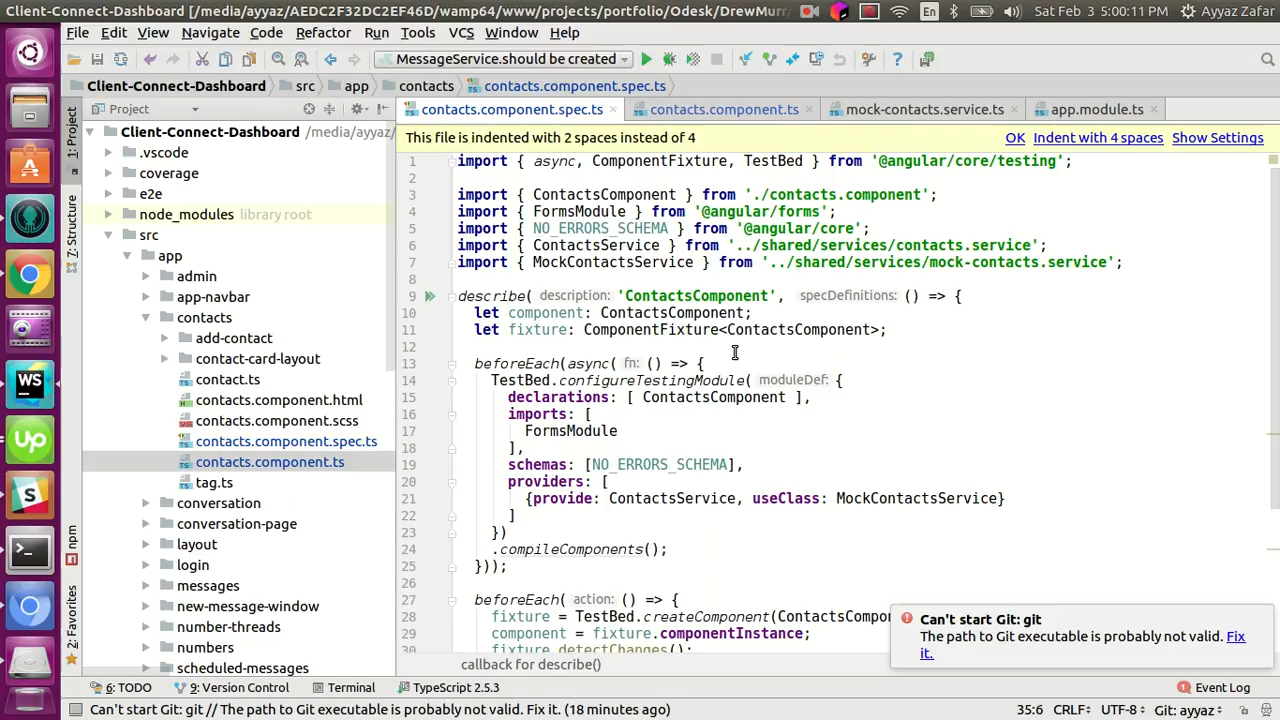 Client-Connect-Dashboard [/media/ayyaz/AEDC2F32DC2EF46D/wamp64/www/projects/portfolio/Odesk/DrewMurr
En
Sat Feb 3 5:00:11 PM
Ayyaz Zafar
File Edit View Navigate Code Refactor Run Tools VCS Window Help
MessageService.should be created
Client-Connect-Dashboard src app contacts contacts.component.spec.ts
Project
contacts.component.spec.ts contacts.component.ts mock-contacts.service.ts app.module.ts
1: Project
7: Structure
npm
2: Favorites
Client-Connect-Dashboard /media/ayyaz/
.vscode
coverage
e2e
node_modules library root
src
app
admin
app-navbar
contacts
add-contact
contact-card-layout
contact.ts
contacts.component.html
contacts.component.scss
contacts.component.spec.ts
contacts.component.ts
tag.ts
conversation
conversation-page
layout
login
messages
new-message-window
number-threads
numbers
scheduled-messages
This file is indented with 2 spaces instead of 4 OK Indent with 4 spaces Show Settings
1 import { async, ComponentFixture, TestBed } from '@angular/core/testing';
2
3 import { ContactsComponent } from './contacts.component';
4 import { FormsModule } from '@angular/forms';
5 import { NO_ERRORS_SCHEMA } from '@angular/core';
6 import { ContactsService } from '../shared/services/contacts.service';
7 import { MockContactsService } from '../shared/services/mock-contacts.service';
8
9 describe( description: 'ContactsComponent', specDefinitions: () => {
10 let component: ContactsComponent;
11 let fixture: ComponentFixture<ContactsComponent>;
12
13 beforeEach(async( fn: () => {
14 TestBed.configureTestingModule( moduleDef: {
15 declarations: [ ContactsComponent ],
16 imports: [
17 FormsModule
18 ],
19 schemas: [NO_ERRORS_SCHEMA],
20 providers: [
21 {provide: ContactsService, useClass: MockContactsService}
22 ]
23 })
24 .compileComponents();
25 }));
26
27 beforeEach( action: () => {
28 fixture = TestBed.createComponent(ContactsCompo
29 component = fixture.componentInstance;
30 fixture.detectChanges();
callback for describe()
Can't start Git: git
The path to Git executable is probably not valid. Fix
it.
6: TODO 9: Version Control Terminal TypeScript 2.5.3 1 Event Log
Can't start Git: git // The path to Git executable is probably not valid. Fix it. (18 minutes ago) 35:6 CRLF UTF-8 Git: ayyaz